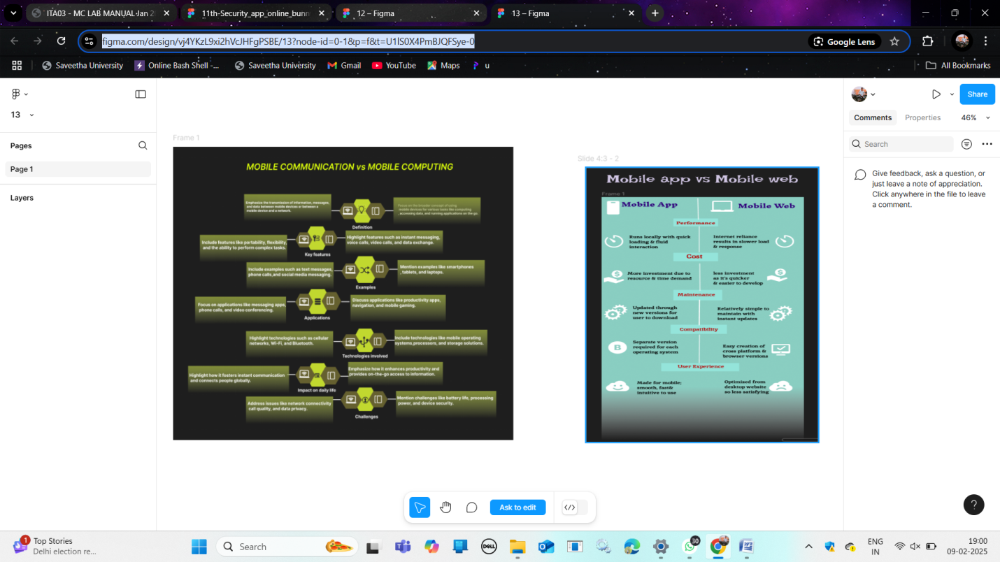 ITA03 - MC LAB MANUAL-Jan 2
11th-Security_app_online_bunn
12 – Figma
13 – Figma
figma.com/design/vj4YKzL9xi2hVcJHFgPSBE/13?node-id=0-1&p=f&t=U1lS0X4PmBJQFSye-0
Google Lens
Saveetha University
Online Bash Shell -...
Saveetha University
Gmail
YouTube
Maps
u
All Bookmarks
13
Pages
Page 1
Layers
Frame 1
MOBILE COMMUNICATION vs MOBILE COMPUTING
Emphasize the transmission of information, messages,
and data between mobile devices or between a
mobile device and a network.
Focus on the broader concept of using
mobile devices for various tasks like computing
,accessing data, and running applications on the go.
Definition
Include features like portability, flexibility,
and the ability to perform complex tasks.
Highlight features such as instant messaging,
voice calls, video calls, and data exchange.
Key features
Include examples such as text messages,
phone calls,and social media messaging.
Mention examples like smartphones
, tablets, and laptops.
Examples
Focus on applications like messaging apps,
phone calls, and video conferencing.
Discuss applications like productivity apps,
navigation, and mobile gaming.
Applications
Highlight technologies such as cellular
networks, Wi-Fi, and Bluetooth.
Include technologies like mobile operating
systems,processors, and storage solutions.
Technologies involved
Highlight how it fosters instant communication
and connects people globally.
Emphasize how it enhances productivity and
provides on-the-go access to information.
Impact on daily life
Address issues like network connectivity
call quality, and data privacy.
Mention challenges like battery life, processing
power, and device security.
Challenges
Slide 4:3 - 2
Mobile app vs Mobile web
Frame 1
Mobile App
Mobile Web
Performance
Runs locally with quick
loading & fluid
interaction
Internet reliance
results in slower load
& response
Cost
More investment due to
resource & time demand
less investment
as it's quicker
& easier to develop
Maintenance
Updated through
new versions for
user to download
Relatively simple to
maintain with
instant updates
Compatibility
B
Separate version
required for each
operating system
Easy creation of
cross platform &
browser versions
User Experience
Made for mobile;
smooth, fast&
intuitive to use
Optimized from
desktop website
so less satisfying
Share
Comments
Properties
46%
Search
Give feedback, ask a question, or
just leave a note of appreciation.
Click anywhere in the file to leave
a comment.
Ask to edit
?
1
Top Stories
Delhi election re...
Search
DELL
30
ENG
IN
19:00
09-02-2025